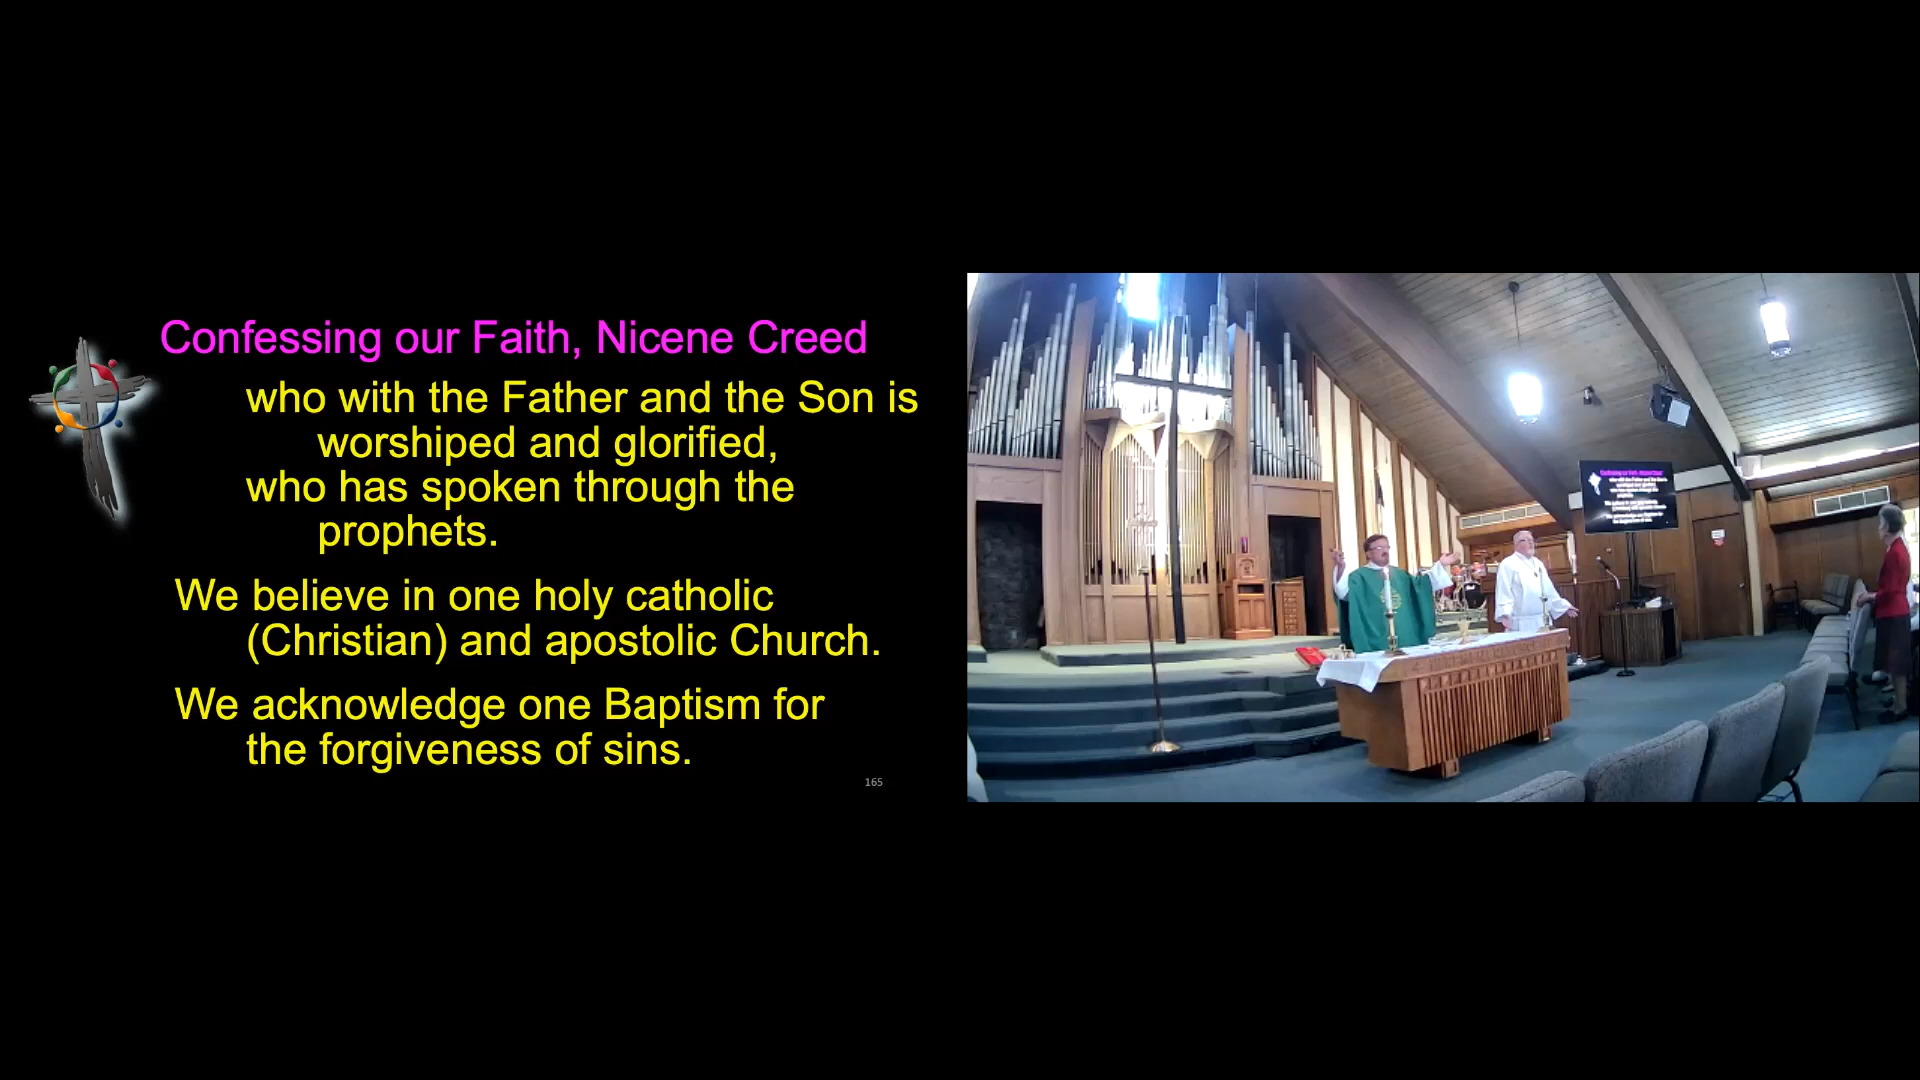 Confessing our Faith, Nicene Creed
who with the Father and the Son is
worshiped and glorified,
who has spoken through the
prophets.
We believe in one holy catholic
(Christian) and apostolic Church.
We acknowledge one Baptism for
the forgiveness of sins.
165